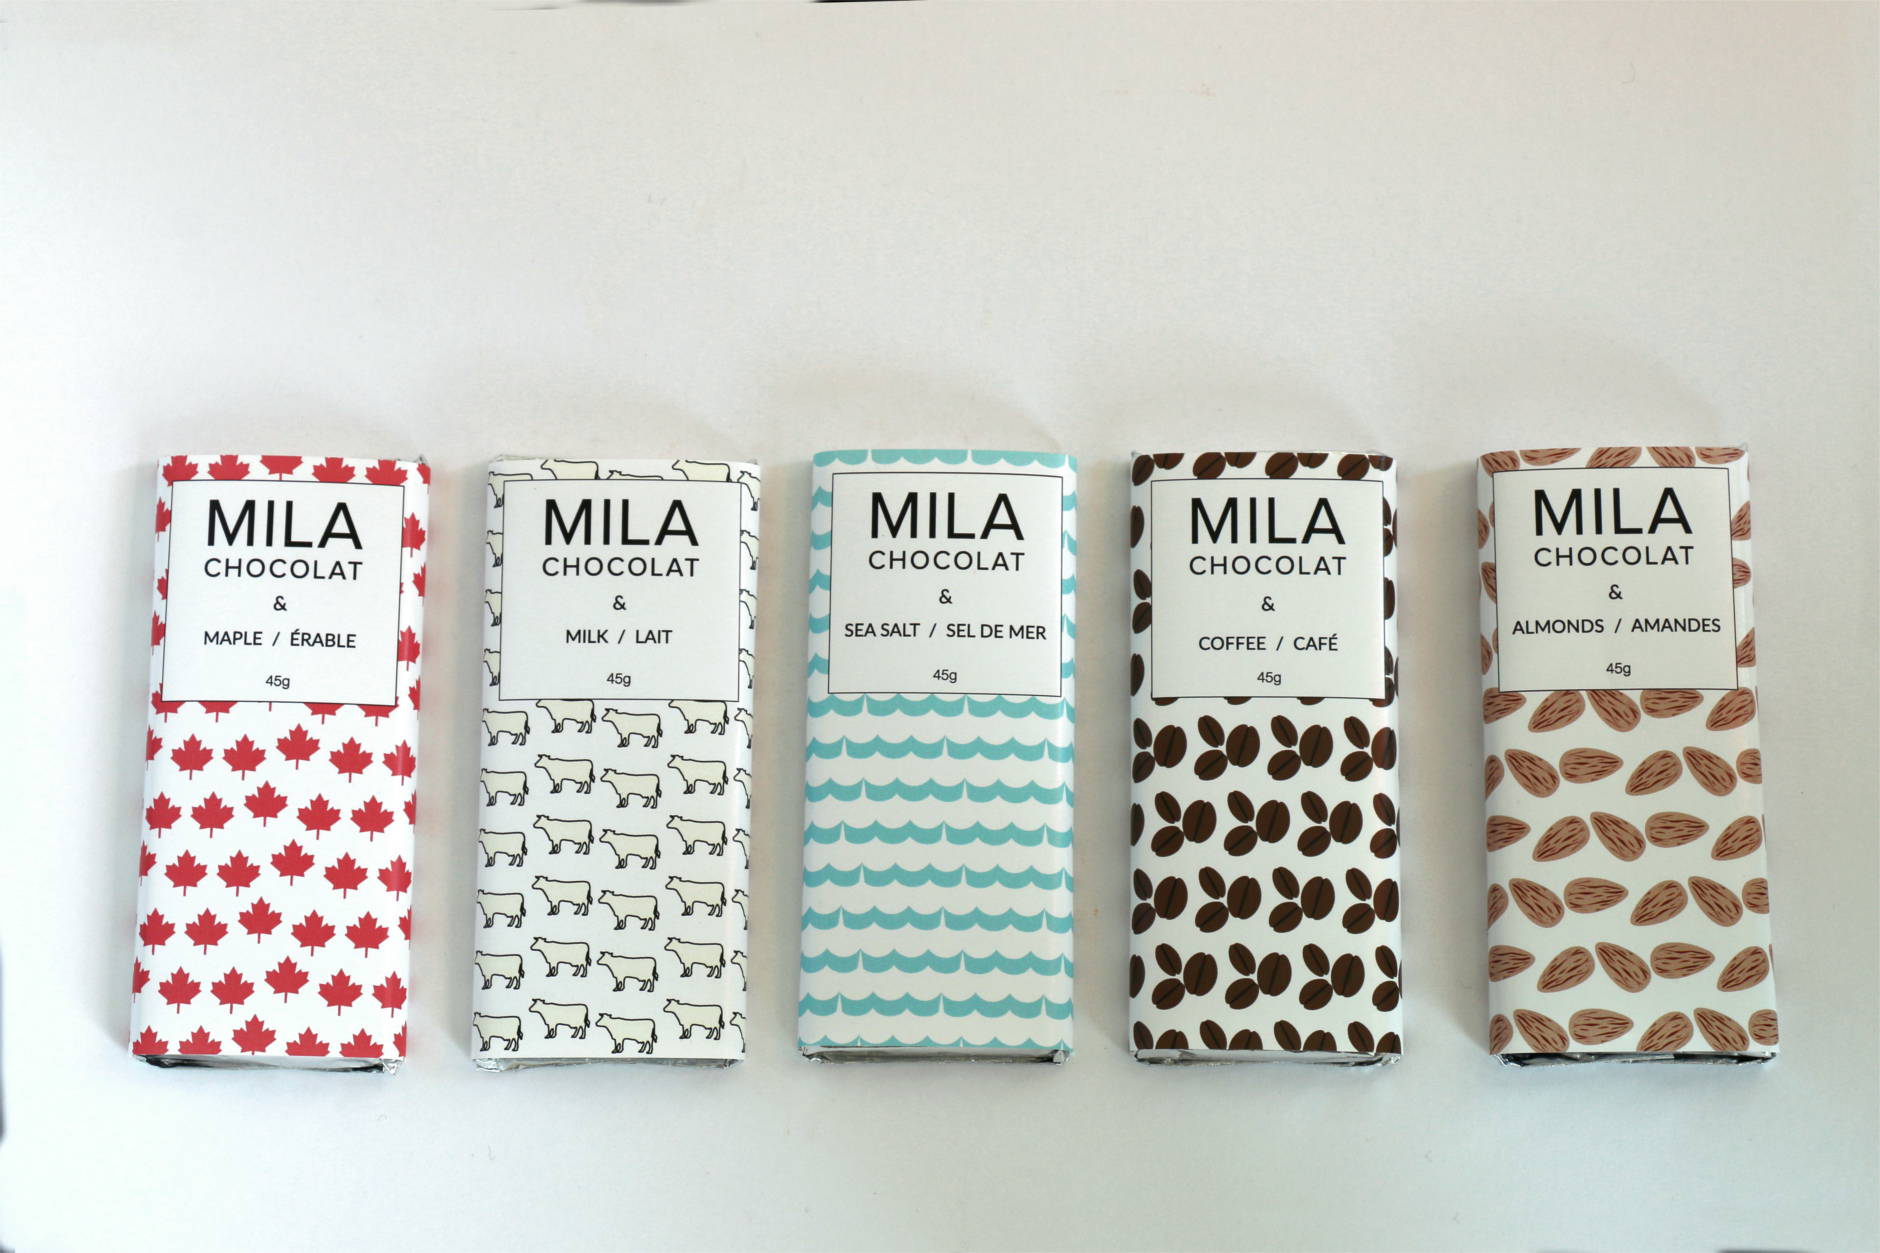 MILA
CHOCOLAT
&
MAPLE / ÉRABLE
45g
MILA
CHOCOLAT
&
MILK / LAIT
45g
MILA
CHOCOLAT
&
SEA SALT / SEL DE MER
45g
MILA
CHOCOLAT
&
COFFEE / CAFÉ
45g
MILA
CHOCOLAT
&
ALMONDS / AMANDES
45g